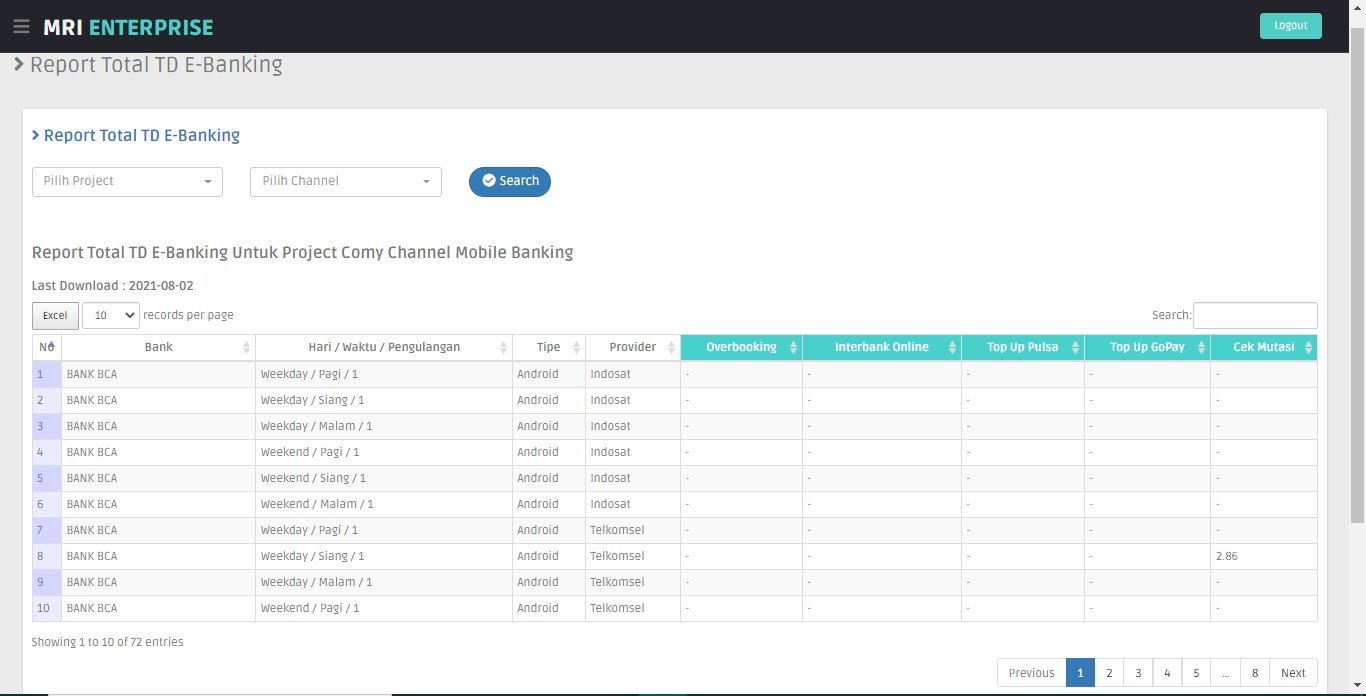 MRI ENTERPRISE
Logout
Report Total TD E-Banking
Report Total TD E-Banking
Pilih Project Pilih Channel Search
Report Total TD E-Banking Untuk Project Comy Channel Mobile Banking
Last Download : 2021-08-02
Excel 10 records per page Search:
NO Bank Hari / Waktu / Pengulangan Tipe Provider Overbooking Interbank Online Top Up Pulsa Top Up GoPay Cek Mutasi
1 BANK BCA Weekday / Pagi / 1 Android Indosat - - - - -
2 BANK BCA Weekday / Siang / 1 Android Indosat - - - - -
3 BANK BCA Weekday / Malam / 1 Android Indosat - - - - -
4 BANK BCA Weekend / Pagi / 1 Android Indosat - - - - -
5 BANK BCA Weekend / Siang / 1 Android Indosat - - - - -
6 BANK BCA Weekend / Malam / 1 Android Indosat - - - - -
7 BANK BCA Weekday / Pagi / 1 Android Telkomsel - - - - -
8 BANK BCA Weekday / Siang / 1 Android Telkomsel - - - - 2.86
9 BANK BCA Weekday / Malam / 1 Android Telkomsel - - - - -
10 BANK BCA Weekend / Pagi / 1 Android Telkomsel - - - - -
Showing 1 to 10 of 72 entries
Previous 1 2 3 4 5 ... 8 Next